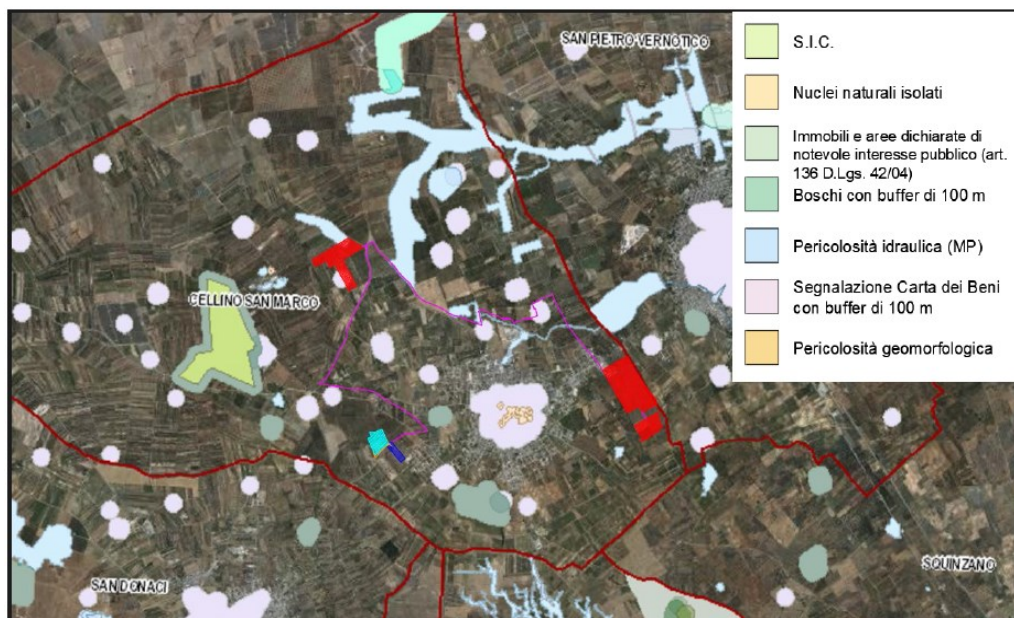 SAN PIETRO VERNOTICO
CELLINO SAN MARCO
SAN DONACI
SQUINZANO
S.I.C.
Nuclei naturali isolati
Immobili e aree dichiarate di
notevole interesse pubblico (art.
136 D.Lgs. 42/04)
Boschi con buffer di 100 m
Pericolosità idraulica (MP)
Segnalazione Carta dei Beni
con buffer di 100 m
Pericolosità geomorfologica